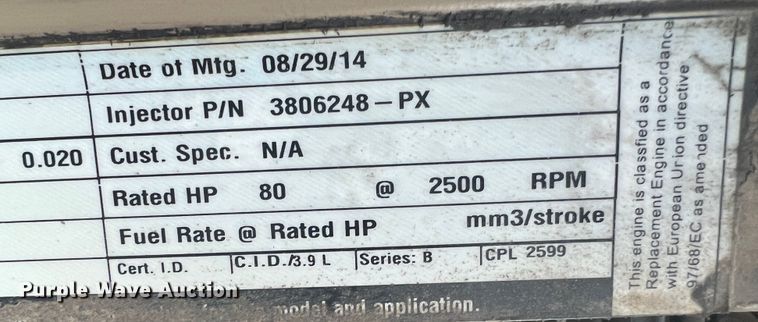 Date of Mfg. 08/29/14
Injector P/N 3806248-PX
0.020 Cust. Spec. N/A
Rated HP 80 @ 2500 RPM
Fuel Rate @ Rated HP mm3/stroke
Cert. I.D. C.I.D./3.9 L Series: B CPL 2599
model and application.
This engine is classfied as a
Replacement Engine in accordance
with European Union directive
97/68/EC as amended
Purple Wave Auction